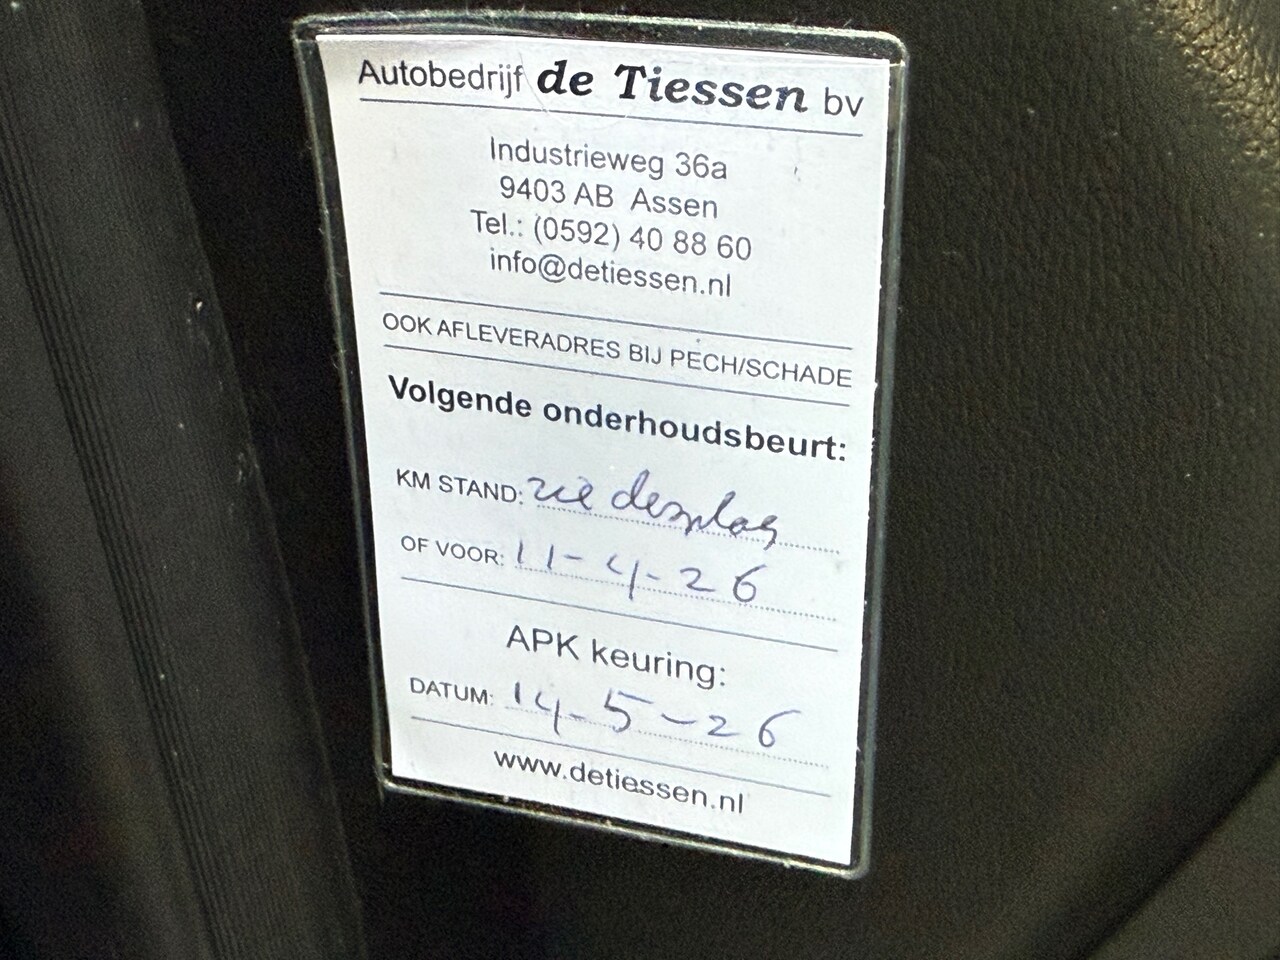 Autobedrijf de Tiessen bv
Industrieweg 36a
9403 AB Assen
Tel.: (0592) 40 88 60
info@detiessen.nl
OOK AFLEVERADRES BIJ PECH/SCHADE
Volgende onderhoudsbeurt:
KM STAND: zie desplay
OF VOOR: 11-4-26
APK keuring:
DATUM: 14-5-26
www.detiessen.nl